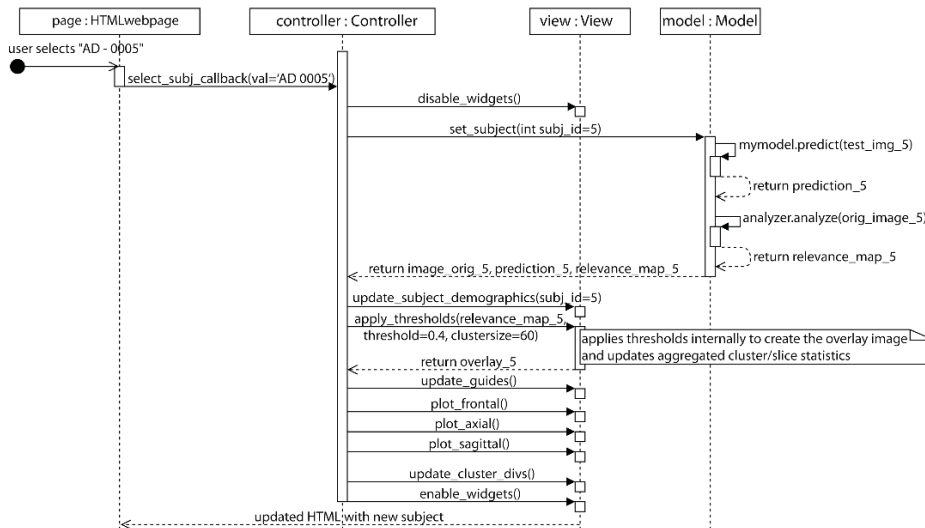 page : HTMLwebpage
controller : Controller
view : View
model : Model
user selects "AD - 0005"
select_subj_callback(val='AD 0005')
disable_widgets()
set_subject(int subj_id=5)
mymodel.predict(test_img_5)
return prediction_5
analyzer.analyze(orig_image_5)
return relevance_map_5
return image_orig_5, prediction_5, relevance_map_5
update_subject_demographics(subj_id=5)
apply_thresholds(relevance_map_5,
threshold=0.4, clustersize=60)
applies thresholds internally to create the overlay image
and updates aggregated cluster/slice statistics
return overlay_5
update_guides()
plot_frontal()
plot_axial()
plot_sagittal()
update_cluster_divs()
enable_widgets()
updated HTML with new subject